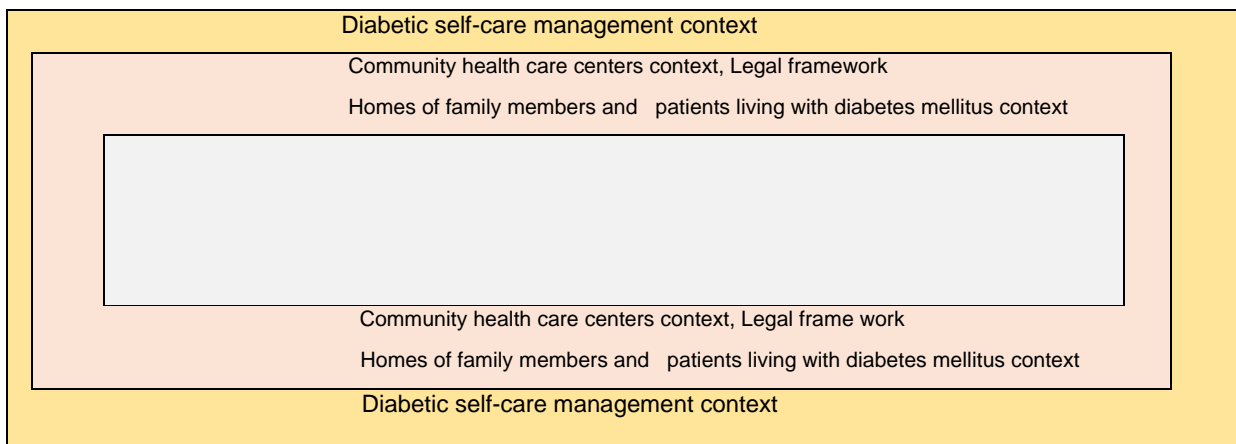 Diabetic self-care management context
Community health care centers context, Legal framework
Homes of family members and   patients living with diabetes mellitus context
Community health care centers context, Legal frame work
Homes of family members and   patients living with diabetes mellitus context
Diabetic self-care management context